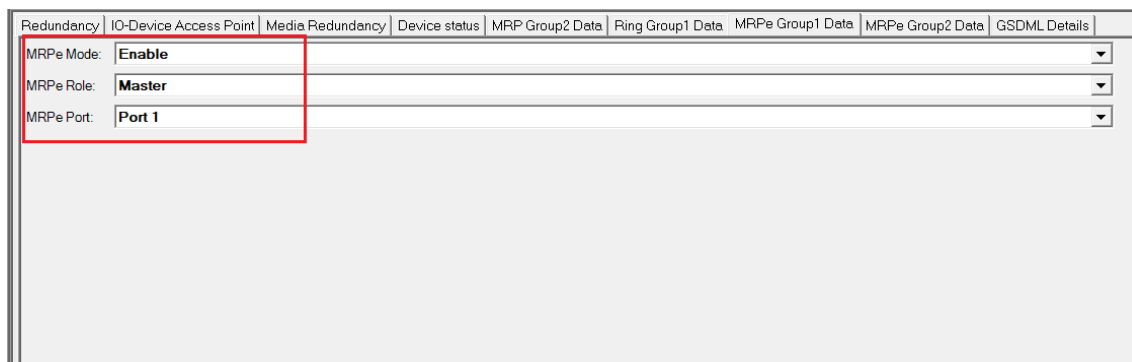 Redundancy IO-Device Access Point Media Redundancy Device status MRP Group2 Data Ring Group1 Data MRPe Group1 Data MRPe Group2 Data GSDML Details
MRPe Mode: Enable
MRPe Role: Master
MRPe Port: Port 1